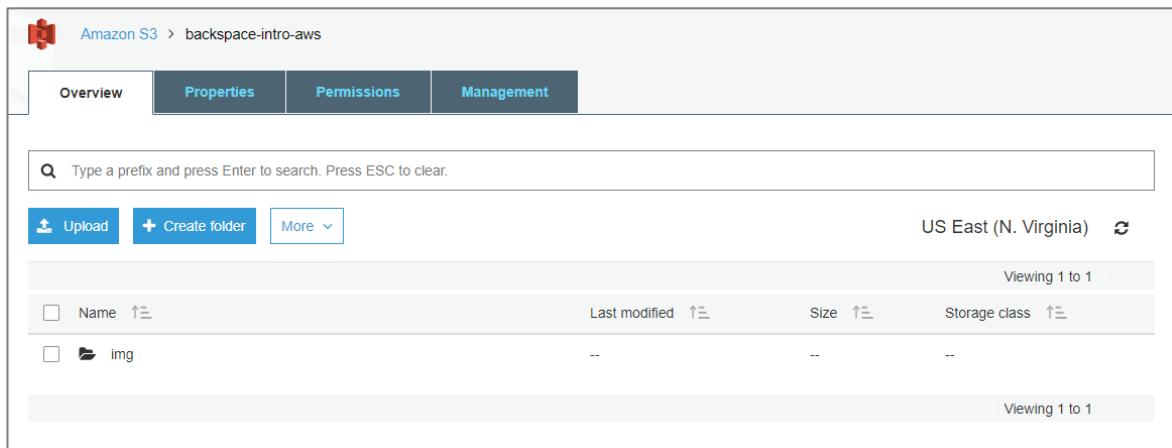 Amazon S3 > backspace-intro-aws
Overview Properties Permissions Management
Type a prefix and press Enter to search. Press ESC to clear.
Upload + Create folder More US East (N. Virginia)
Viewing 1 to 1
Name Last modified Size Storage class
img -- -- --
Viewing 1 to 1